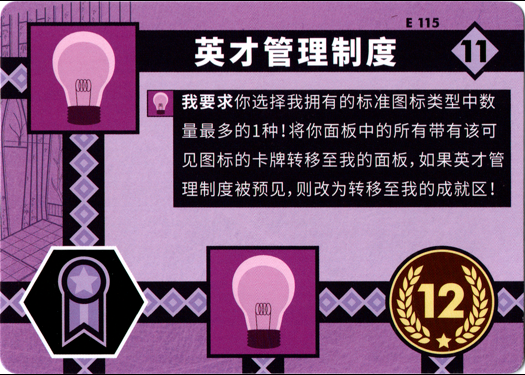 E 115
英才管理制度
11
我要求你选择我拥有的标准图标类型中数
量最多的1种!将你面板中的所有带有该可
见图标的卡牌转移至我的面板,如果英才管
理制度被预见,则改为转移至我的成就区!
12